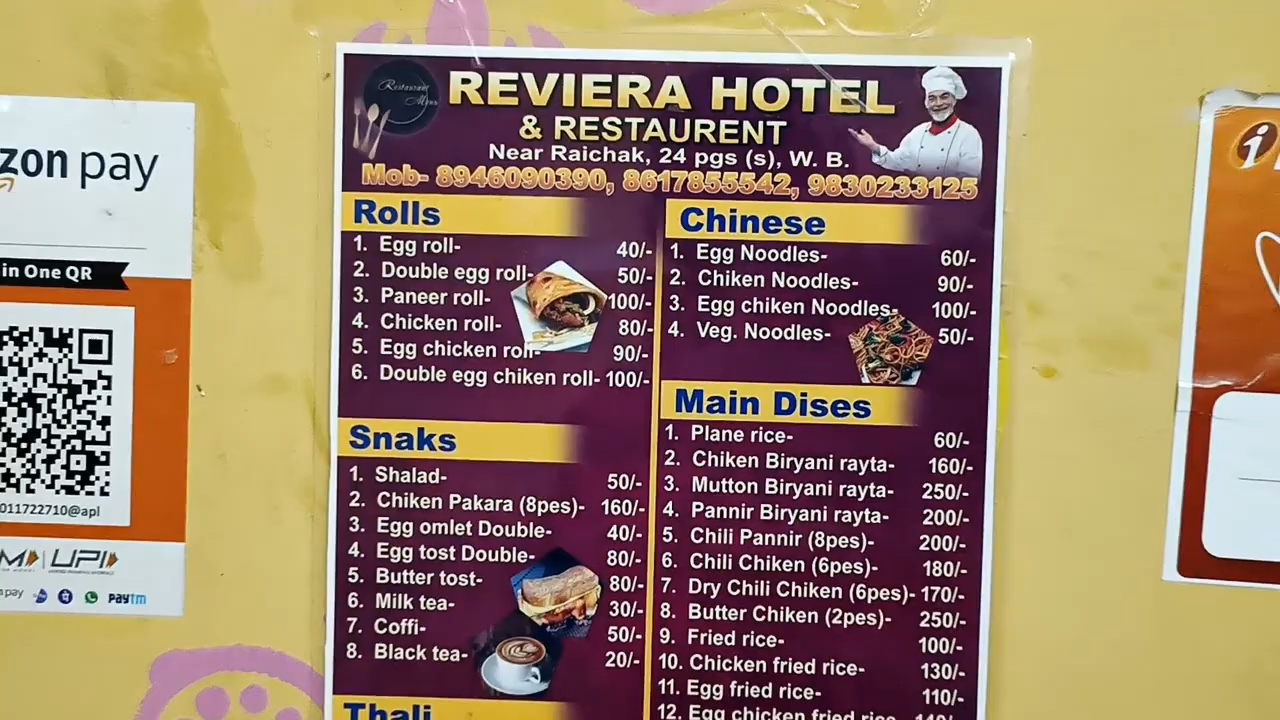 zon pay
in One QR
011722710@apl
UPI
pay
paytm
Restaurant
Menu
REVIERA HOTEL
& RESTAURENT
Near Raichak, 24 pgs (s), W. B.
Mob- 8946090390, 8617855542, 9830233125
Rolls
1. Egg roll- 40/-
2. Double egg roll- 50/-
3. Paneer roll- 100/-
4. Chicken roll- 80/-
5. Egg chicken roll- 90/-
6. Double egg chiken roll- 100/-
Snaks
1. Shalad- 50/-
2. Chiken Pakara (8pes)- 160/-
3. Egg omlet Double- 40/-
4. Egg tost Double- 80/-
5. Butter tost- 80/-
6. Milk tea- 30/-
7. Coffi- 50/-
8. Black tea- 20/-
Thali
Chinese
1. Egg Noodles- 60/-
2. Chiken Noodles- 90/-
3. Egg chiken Noodles- 100/-
4. Veg. Noodles- 50/-
Main Dises
1. Plane rice- 60/-
2. Chiken Biryani rayta- 160/-
3. Mutton Biryani rayta- 250/-
4. Pannir Biryani rayta- 200/-
5. Chili Pannir (8pes)- 200/-
6. Chili Chiken (6pes)- 180/-
7. Dry Chili Chiken (6pes)- 170/-
8. Butter Chiken (2pes)- 250/-
9. Fried rice- 100/-
10. Chicken fried rice- 130/-
11. Egg fried rice- 110/-
12. Egg chicken fried rice- 140/-